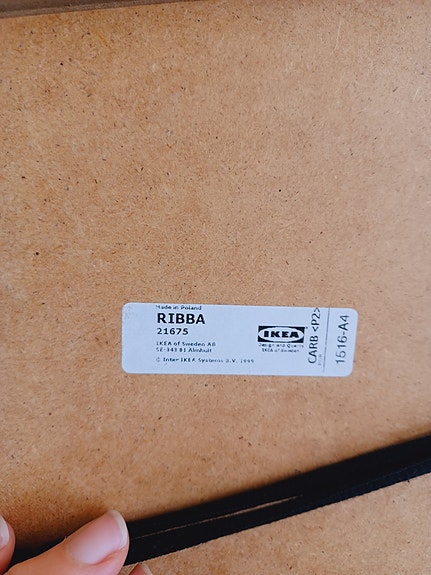 Made in Poland
RIBBA
21675
IKEA of Sweden AB
SE-343 81 Älmhult
© Inter IKEA Systems B.V. 1999
IKEA
Design and Quality
IKEA of Sweden
CARB <P2>
1516-A4